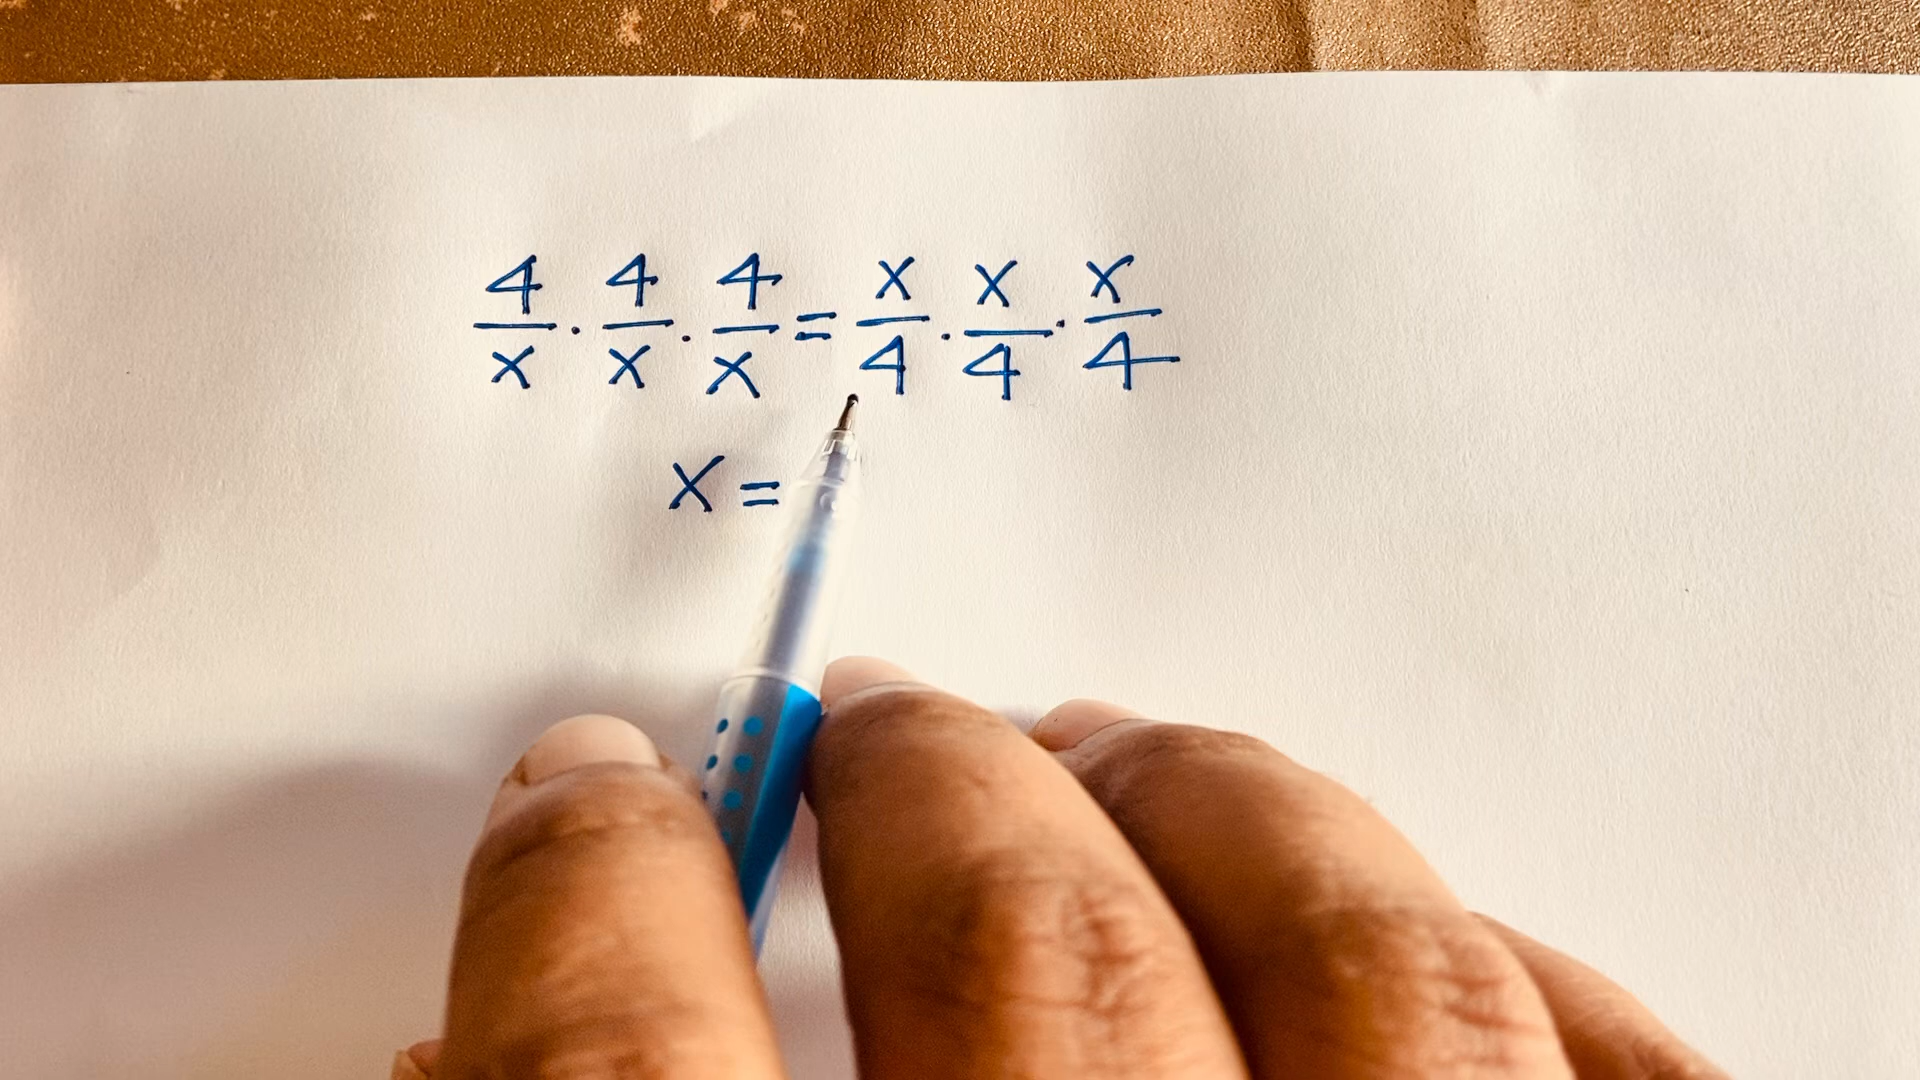 4/x · 4/x · 4/x = x/4 · x/4 · x/4
x =